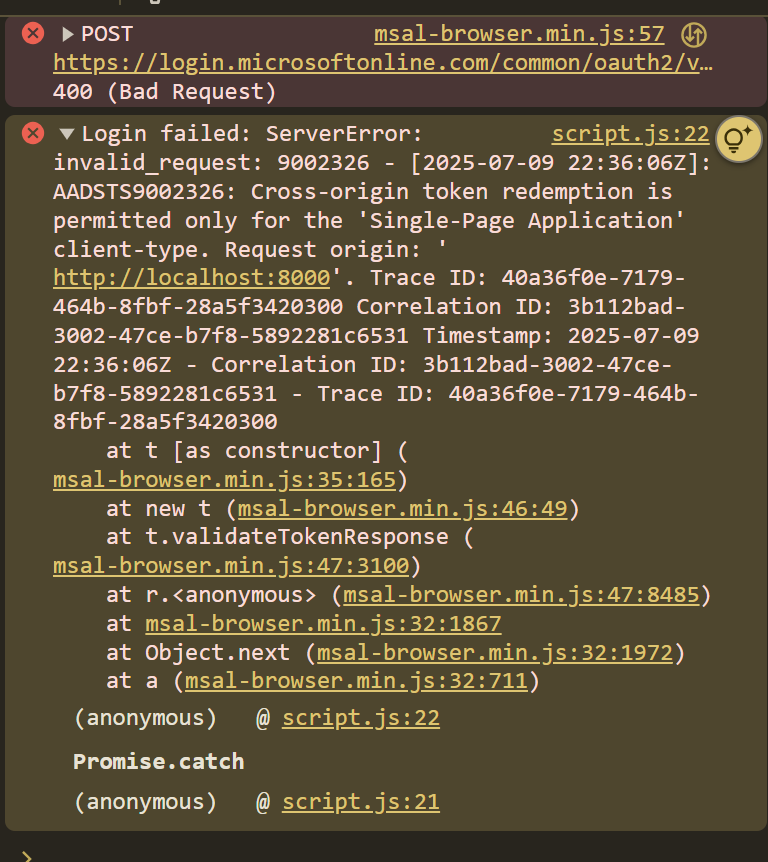 POST msal-browser.min.js:57
https://login.microsoftonline.com/common/oauth2/v…
400 (Bad Request)
Login failed: ServerError: script.js:22
invalid_request: 9002326 - [2025-07-09 22:36:06Z]:
AADSTS9002326: Cross-origin token redemption is
permitted only for the 'Single-Page Application'
client-type. Request origin: '
http://localhost:8000'. Trace ID: 40a36f0e-7179-
464b-8fbf-28a5f3420300 Correlation ID: 3b112bad-
3002-47ce-b7f8-5892281c6531 Timestamp: 2025-07-09
22:36:06Z - Correlation ID: 3b112bad-3002-47ce-
b7f8-5892281c6531 - Trace ID: 40a36f0e-7179-464b-
8fbf-28a5f3420300
at t [as constructor] (
msal-browser.min.js:35:165)
at new t (msal-browser.min.js:46:49)
at t.validateTokenResponse (
msal-browser.min.js:47:3100)
at r.<anonymous> (msal-browser.min.js:47:8485)
at msal-browser.min.js:32:1867
at Object.next (msal-browser.min.js:32:1972)
at a (msal-browser.min.js:32:711)
(anonymous) @ script.js:22
Promise.catch
(anonymous) @ script.js:21